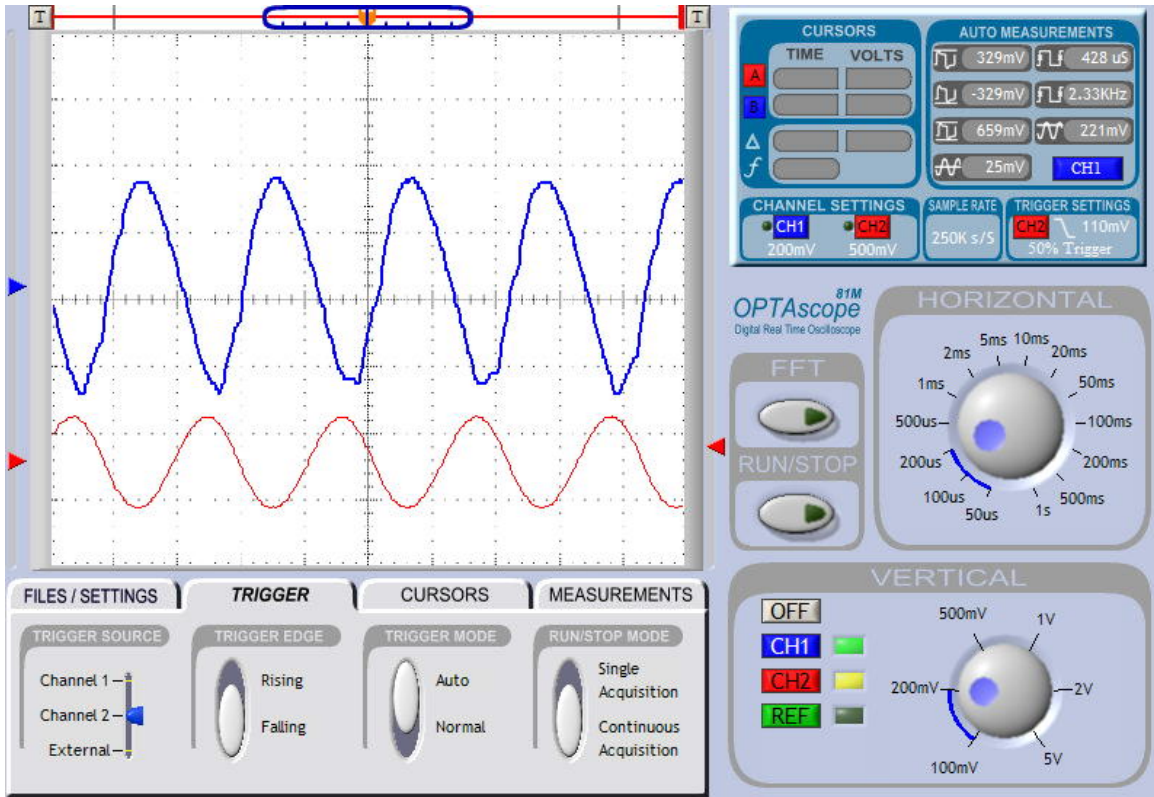 T
T
CURSORS
TIME VOLTS
A
B
Δ
f
AUTO MEASUREMENTS
329mV 428 uS
-329mV 2.33KHz
659mV 221mV
25mV CH1
CHANNEL SETTINGS
CH1 CH2
200mV 500mV
SAMPLE RATE
250K s/S
TRIGGER SETTINGS
CH2 110mV
50% Trigger
81M
OPTAscope
Digital Real Time Oscilloscope
FFT
RUN/STOP
HORIZONTAL
50us
100us
200us
500us
1ms
2ms
5ms
10ms
20ms
50ms
100ms
200ms
500ms
1s
FILES / SETTINGS
TRIGGER
CURSORS
MEASUREMENTS
TRIGGER SOURCE
Channel 1
Channel 2
External
TRIGGER EDGE
Rising
Falling
TRIGGER MODE
Auto
Normal
RUN/STOP MODE
Single
Acquisition
Continuous
Acquisition
VERTICAL
OFF
CH1
CH2
REF
100mV
200mV
500mV
1V
2V
5V